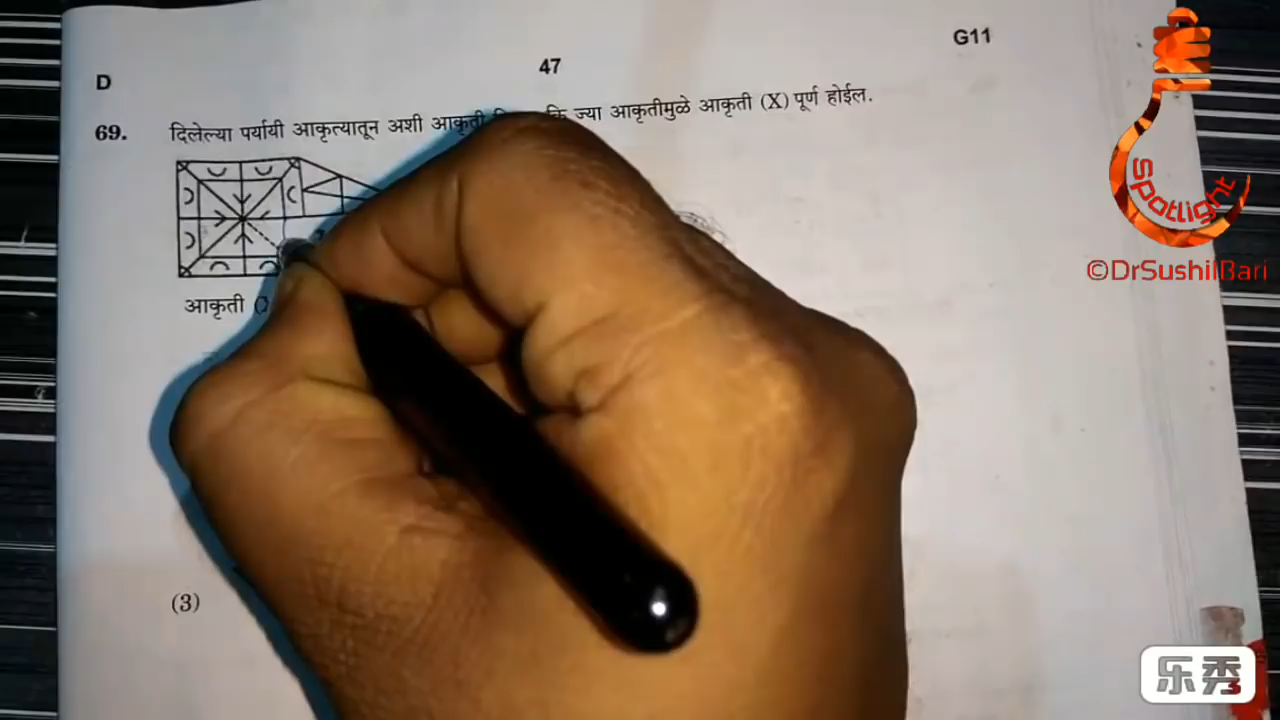 G11
D
47
69. दिलेल्या पर्यायी आकृत्यातून अशी आकृती ज्या आकृतीमुळे आकृती (X) पूर्ण होईल.
आकृती
(3)
Spotlight
©DrSushilBari
乐秀